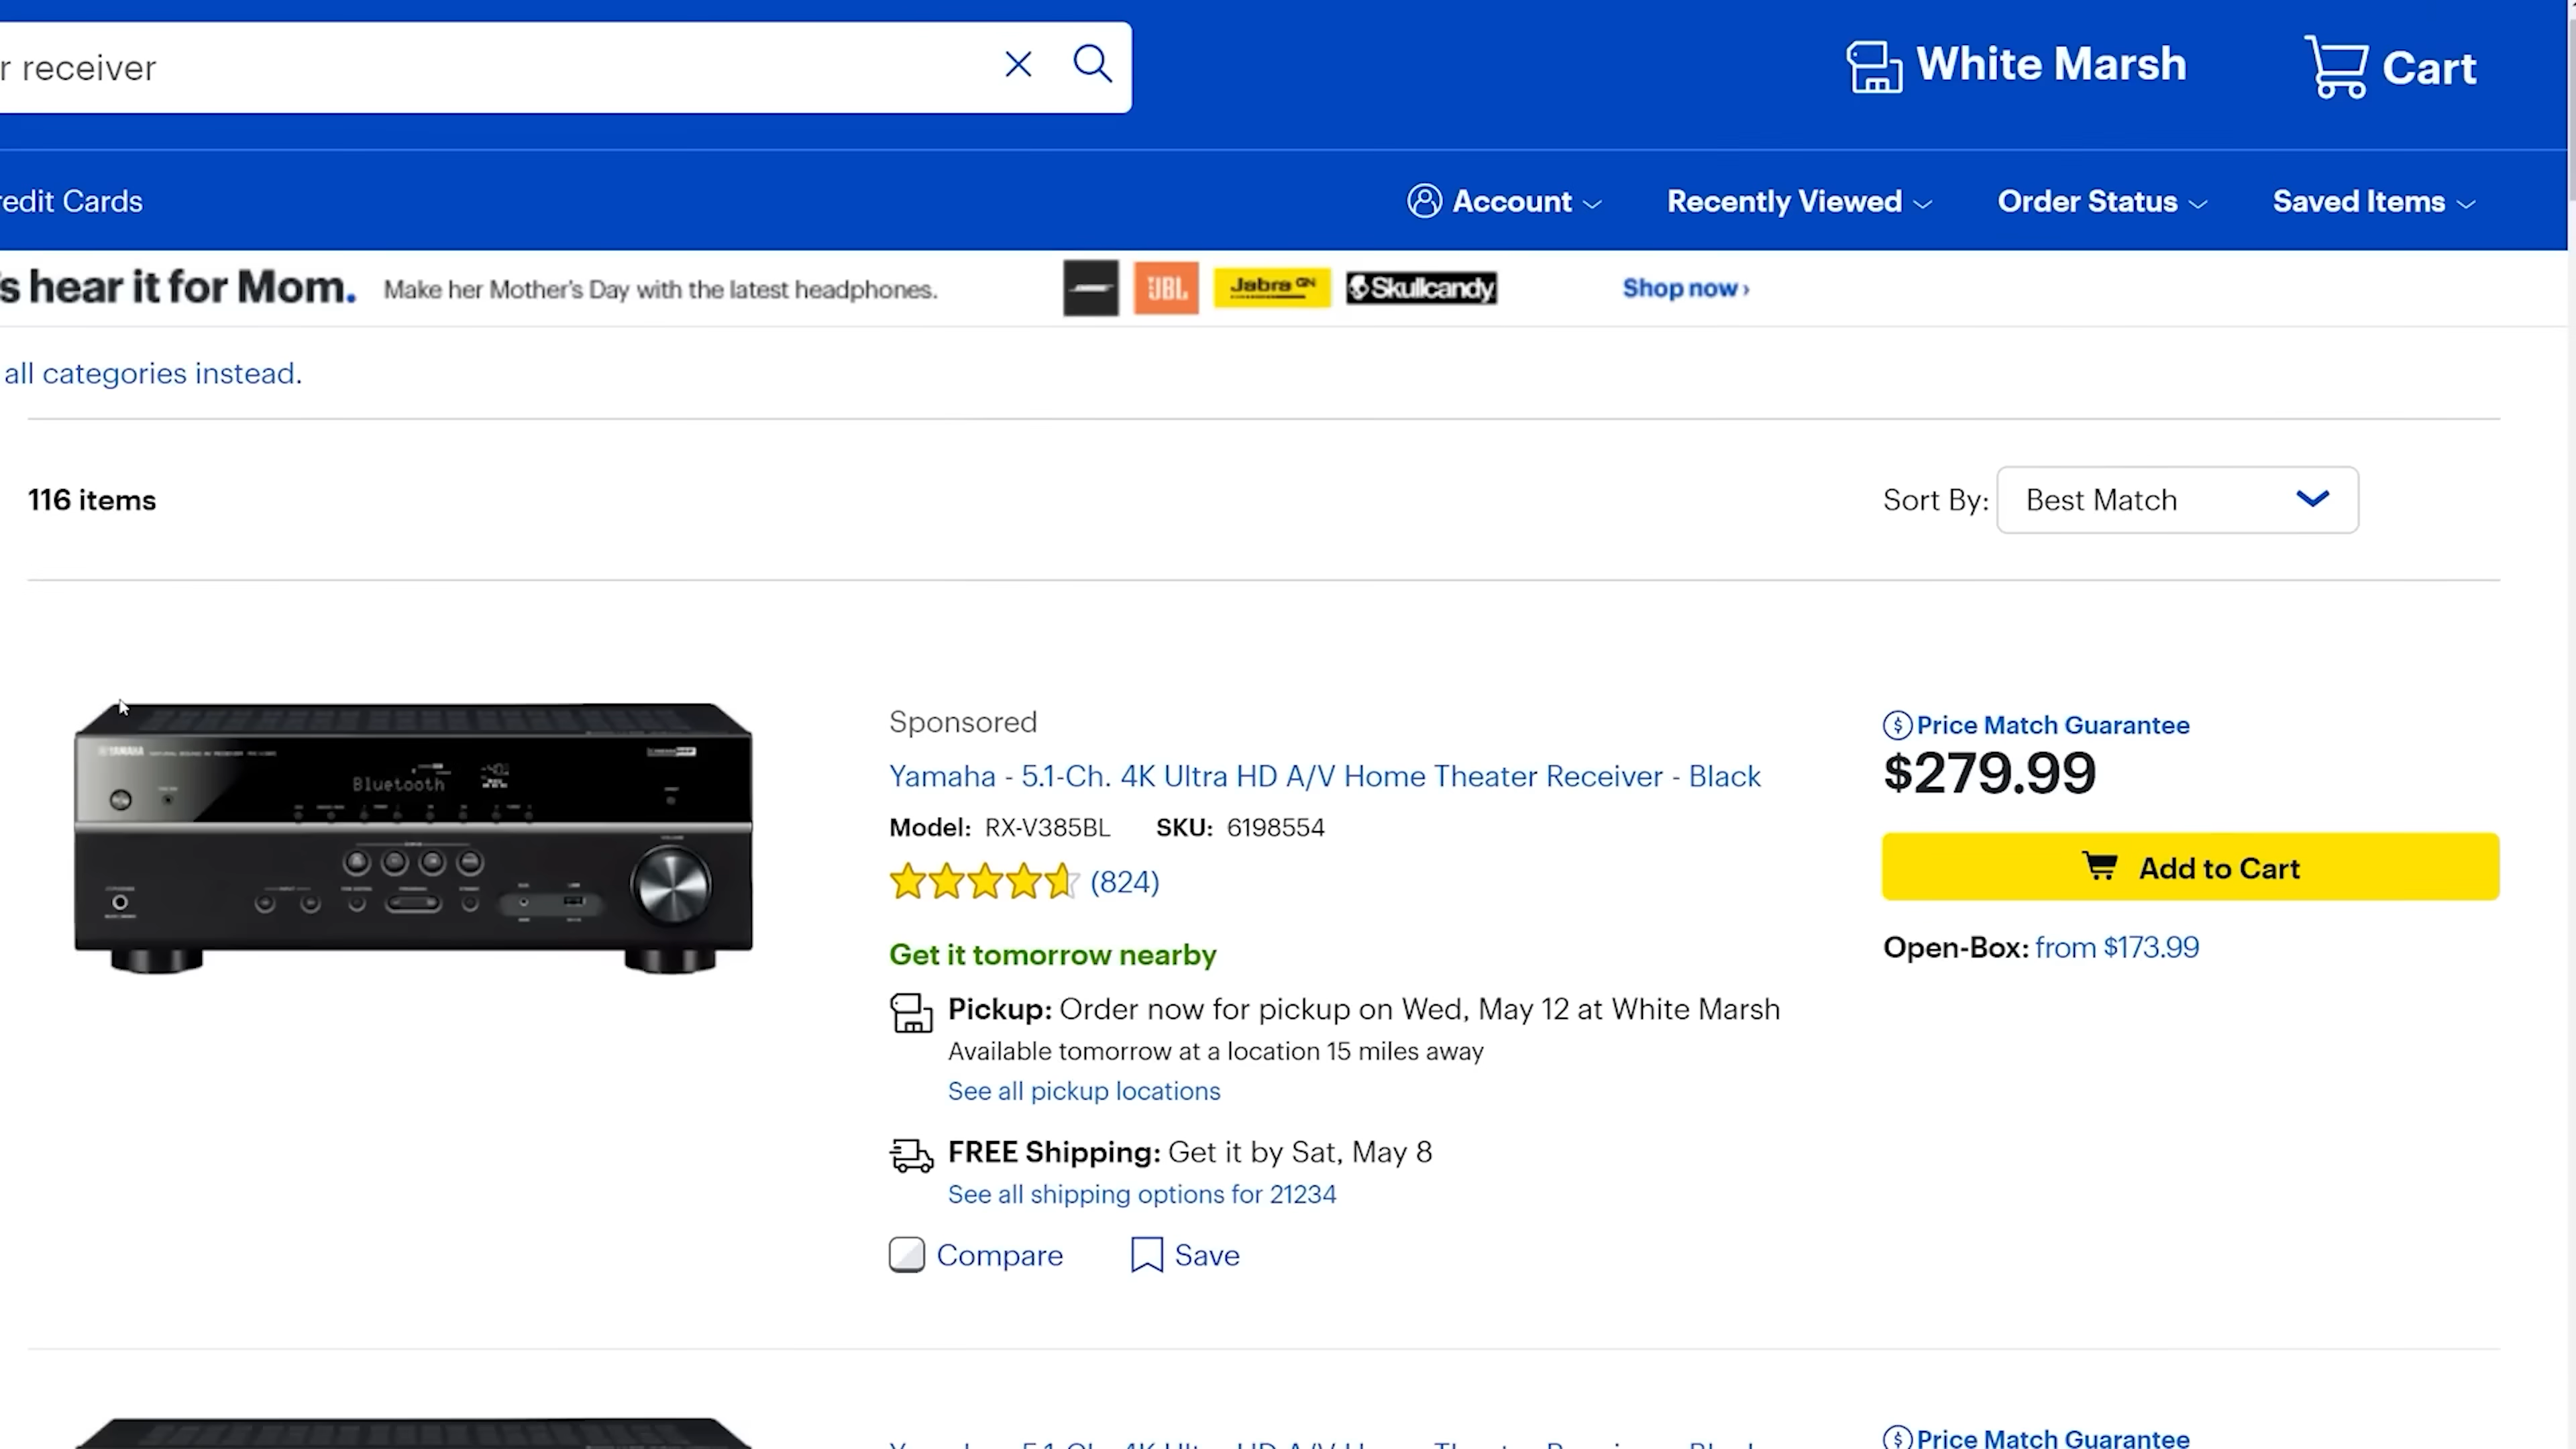 r receiver
White Marsh
Cart
redit Cards
Account
Recently Viewed
Order Status
Saved Items
's hear it for Mom.
Make her Mother's Day with the latest headphones.
JBL
Jabra GN
Skullcandy
Shop now ›
all categories instead.
116 items
Sort By:
Best Match
YAMAHA
Bluetooth
Sponsored
Yamaha - 5.1-Ch. 4K Ultra HD A/V Home Theater Receiver - Black
Model: RX-V385BL SKU: 6198554
(824)
Get it tomorrow nearby
Pickup: Order now for pickup on Wed, May 12 at White Marsh
Available tomorrow at a location 15 miles away
See all pickup locations
FREE Shipping: Get it by Sat, May 8
See all shipping options for 21234
Compare
Save
Price Match Guarantee
$279.99
Add to Cart
Open-Box: from $173.99
Price Match Guarantee